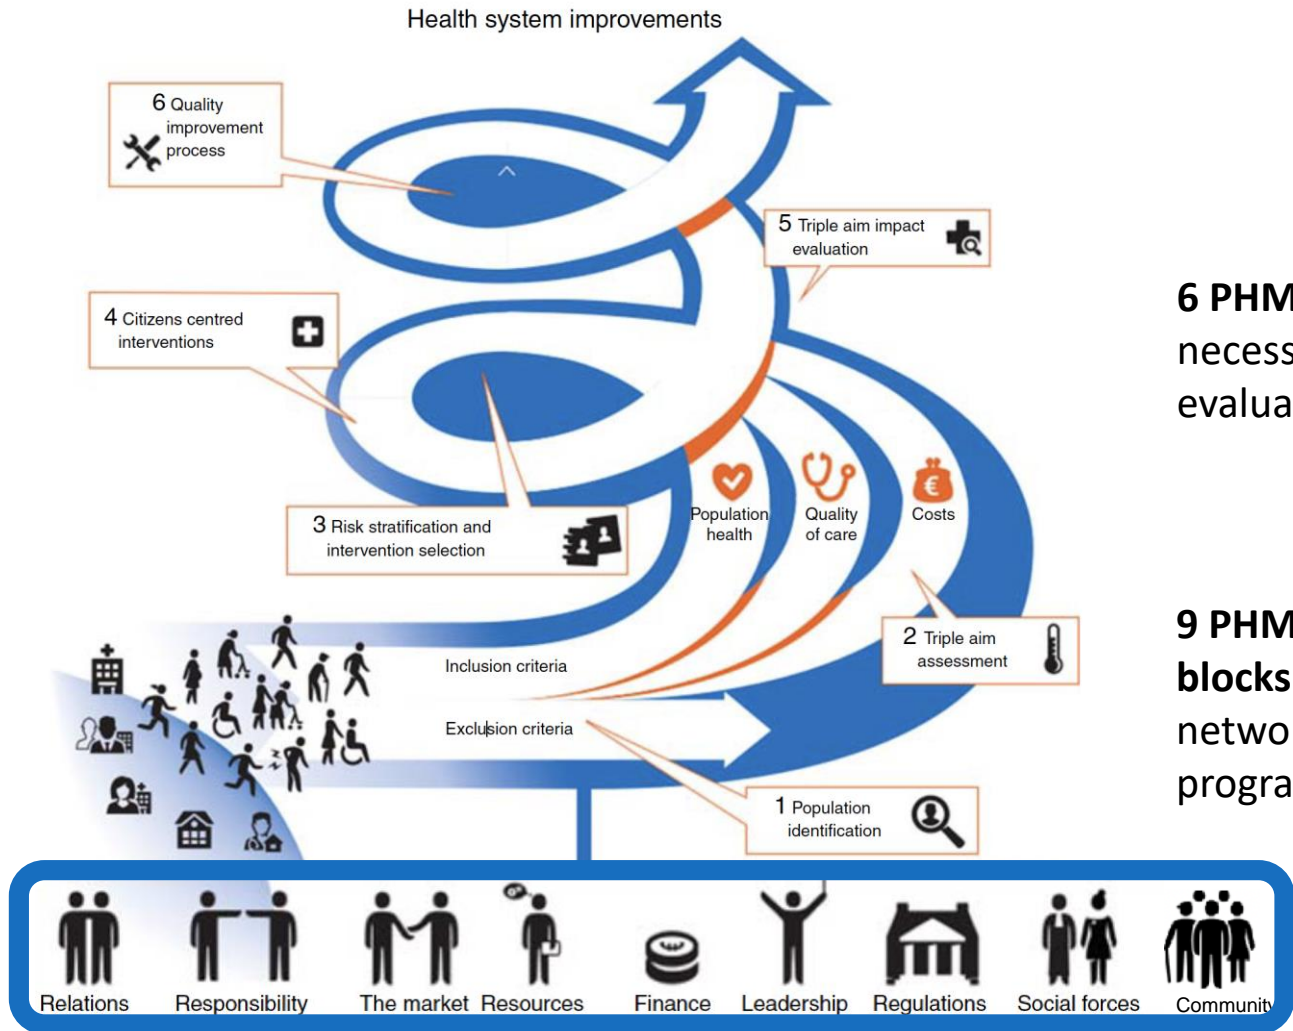 Health system improvements
6 Quality
improvement
process
5 Triple aim impact
evaluation
4 Citizens centred
interventions
6 PHM
necess
evalua
Population
health
Quality
of care
Costs
3 Risk stratification and
intervention selection
9 PHM
blocks
netwo
progra
2 Triple aim
assessment
Inclusion criteria
Exclusion criteria
1 Population
identification
Relations
Responsibility
The market
Resources
Finance
Leadership
Regulations
Social forces
Community